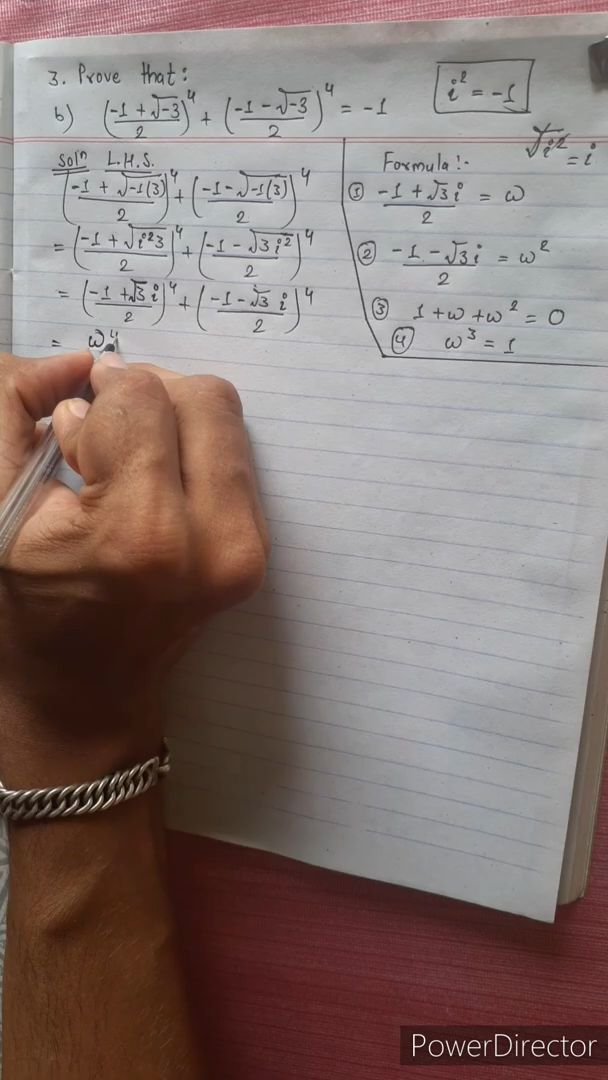 3. Prove that:
b) ((-1 + √-3)/2)^4 + ((-1 - √-3)/2)^4 = -1
i² = -1
√i² = i
Soln L.H.S.
((-1 + √-1(3))/2)^4 + ((-1 - √-1(3))/2)^4
= ((-1 + √i²3)/2)^4 + ((-1 - √3i²)/2)^4
= ((-1 + √3 i)/2)^4 + ((-1 - √3 i)/2)^4
= ω^4
Formula:-
① (-1 + √3i)/2 = ω
② (-1 - √3i)/2 = ω²
③ 1 + ω + ω² = 0
④ ω³ = 1
PowerDirector